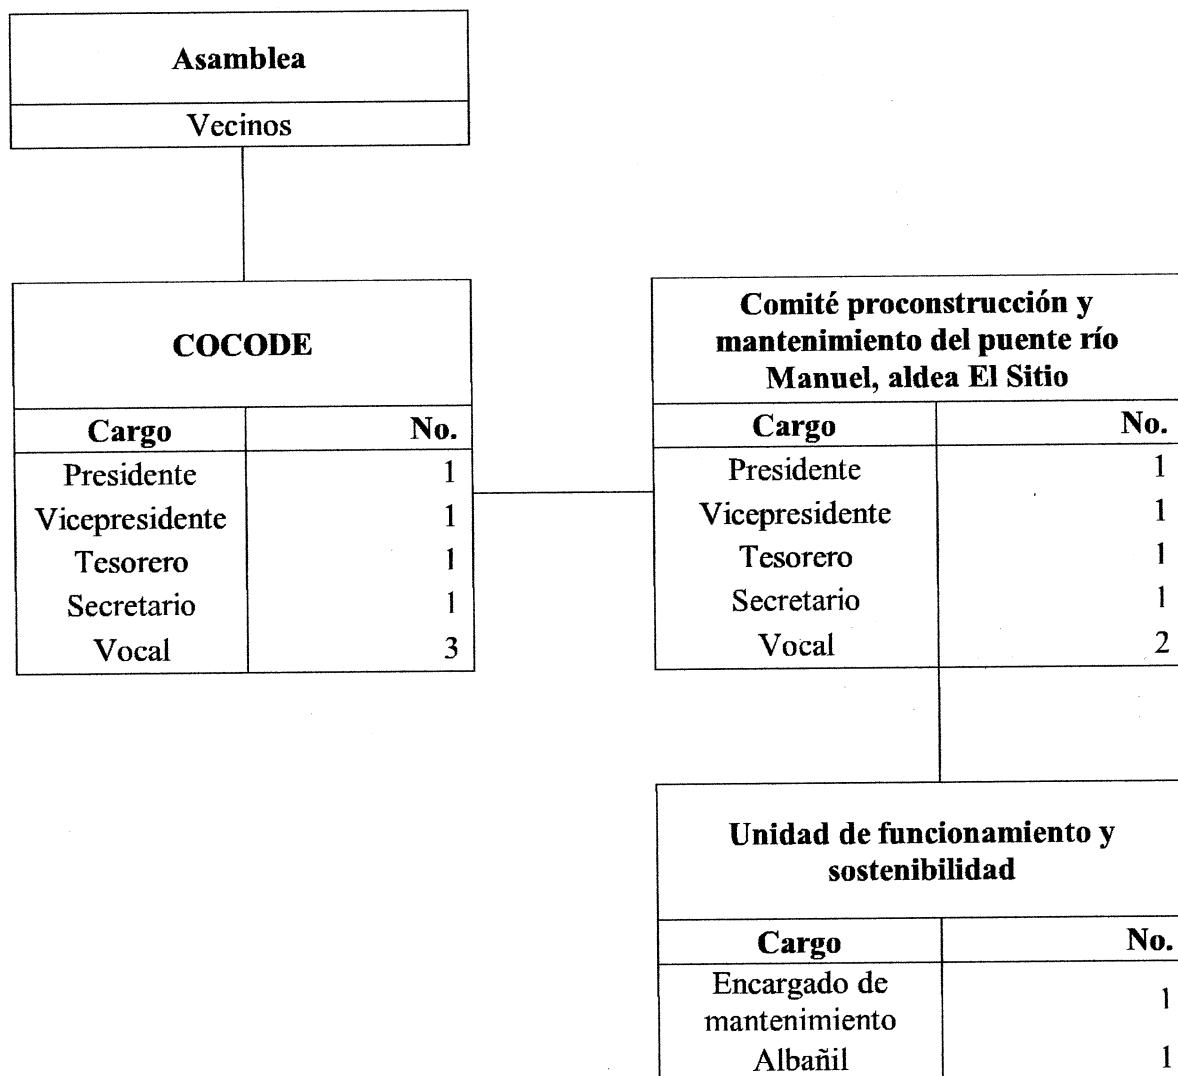 Asamblea
Vecinos
COCODE
Cargo No.
Presidente 1
Vicepresidente 1
Tesorero 1
Secretario 1
Vocal 3
Comité proconstrucción y
mantenimiento del puente río
Manuel, aldea El Sitio
Cargo No.
Presidente 1
Vicepresidente 1
Tesorero 1
Secretario 1
Vocal 2
Unidad de funcionamiento y
sostenibilidad
Cargo No.
Encargado de
mantenimiento 1
Albañil 1